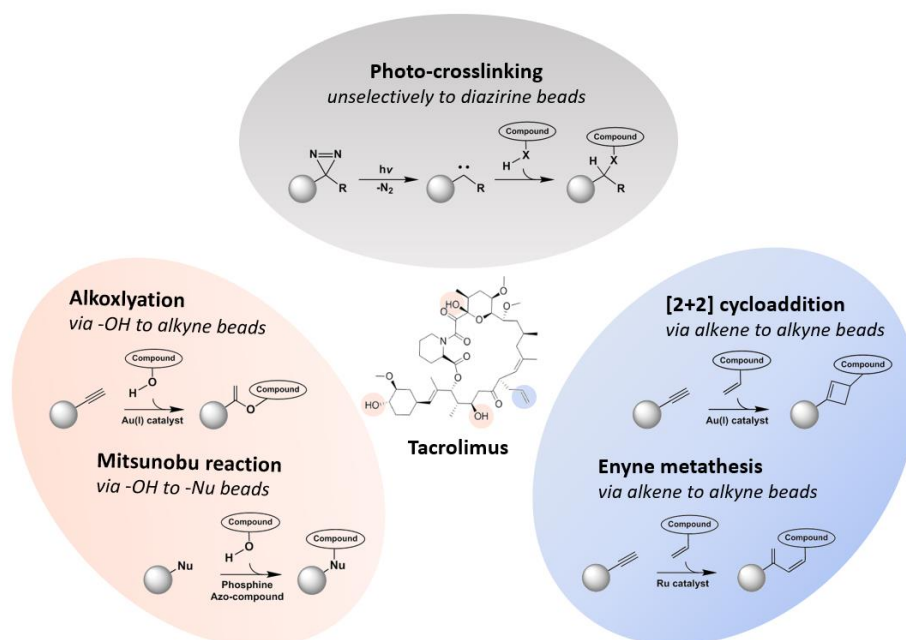 Photo-crosslinking
unselectively to diazirine beads
N=N
R
hv
-N₂
R
Compound
H
X
Compound
H
X
R
Alkoxlyation
via -OH to alkyne beads
Compound
H
O
Au(I) catalyst
O
Compound
Mitsunobu reaction
via -OH to -Nu beads
Nu
Compound
H
O
Phosphine
Azo-compound
Compound
Nu
O
HO
O
O
O
N
O
O
O
O
O
HO
OH
O
Tacrolimus
[2+2] cycloaddition
via alkene to alkyne beads
Compound
Au(I) catalyst
Compound
Enyne metathesis
via alkene to alkyne beads
Compound
Ru catalyst
Compound